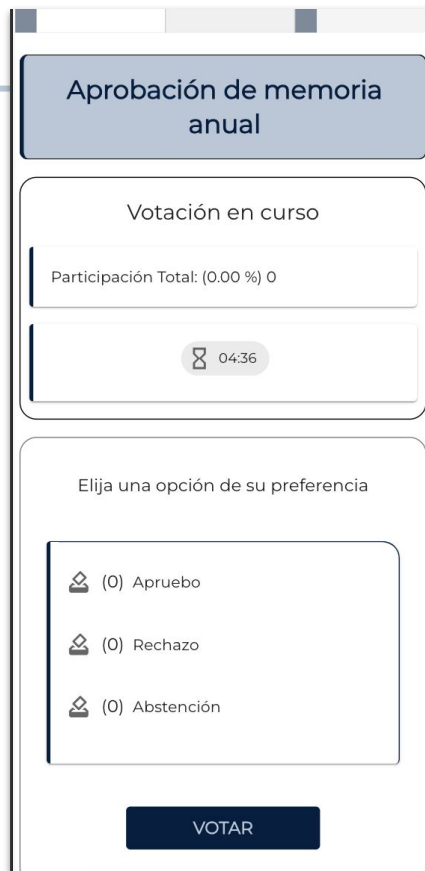 Aprobación de memoria
anual
Votación en curso
Participación Total: (0.00 %) 0
04:36
Elija una opción de su preferencia
(0) Apruebo
(0) Rechazo
(0) Abstención
VOTAR